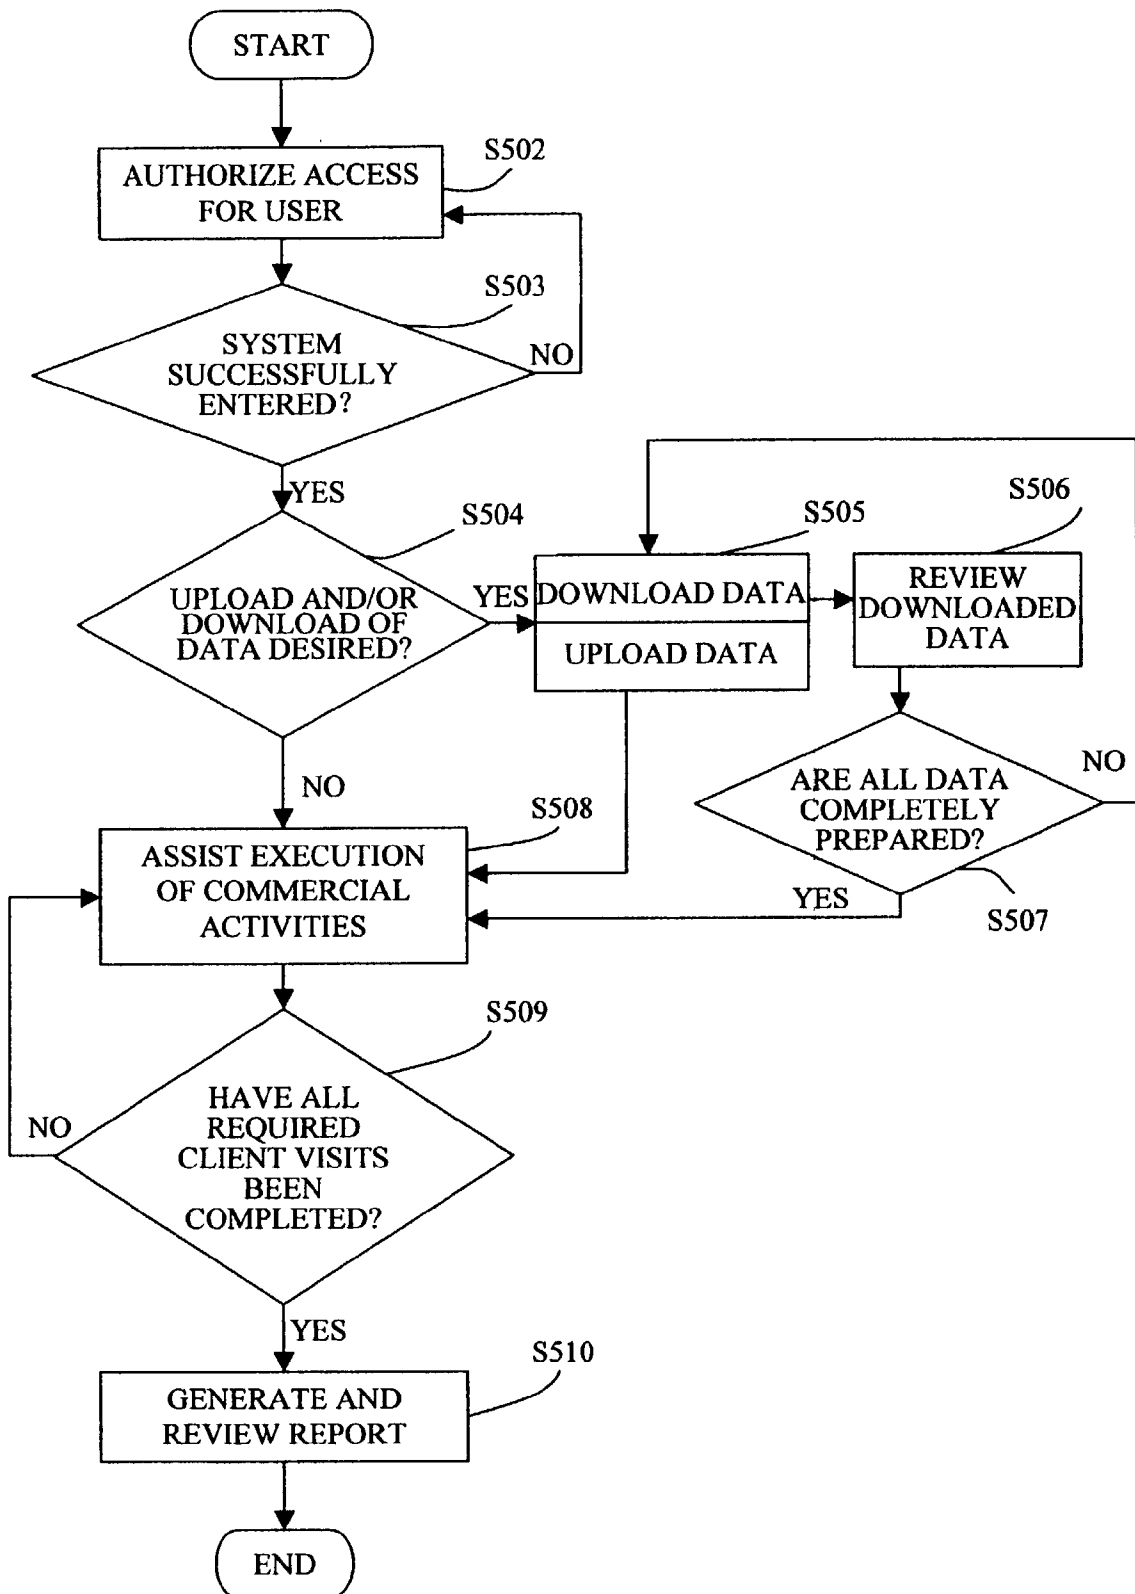 START
S502
AUTHORIZE ACCESS
FOR USER
S503
SYSTEM
SUCCESSFULLY
ENTERED?
NO
YES
S504
UPLOAD AND/OR
DOWNLOAD OF
DATA DESIRED?
YES
S505
DOWNLOAD DATA
UPLOAD DATA
S506
REVIEW
DOWNLOADED
DATA
NO
ARE ALL DATA
COMPLETELY
PREPARED?
YES
S507
NO
S508
ASSIST EXECUTION
OF COMMERCIAL
ACTIVITIES
S509
HAVE ALL
REQUIRED
CLIENT VISITS
BEEN
COMPLETED?
NO
YES
S510
GENERATE AND
REVIEW REPORT
END